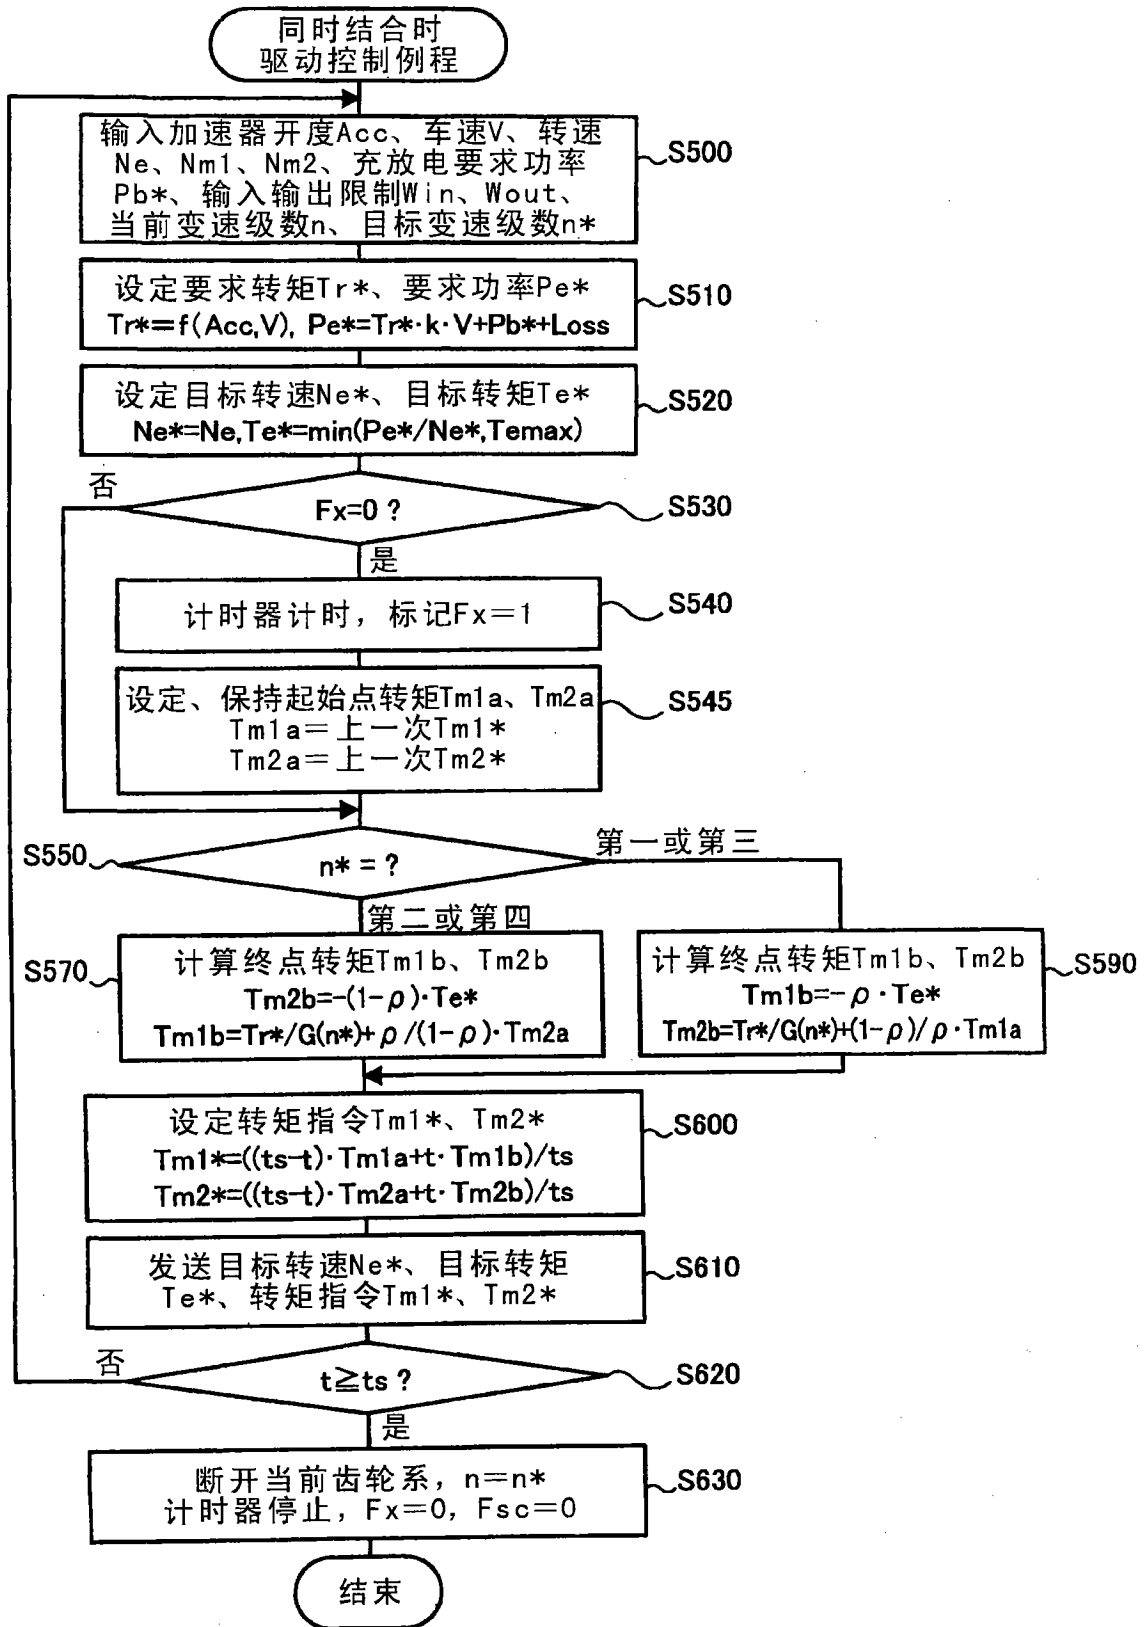 同时结合时
驱动控制例程
输入加速器开度Acc、车速V、转速
Ne、Nm1、Nm2、充放电要求功率
Pb*、输入输出限制Win、Wout、
当前变速级数n、目标变速级数n*
S500
设定要求转矩Tr*、要求功率Pe*
Tr*=f(Acc,V), Pe*=Tr*·k·V+Pb*+Loss
S510
设定目标转速Ne*、目标转矩Te*
Ne*=Ne,Te*=min(Pe*/Ne*,Temax)
S520
否
Fx=0?
S530
是
计时器计时，标记Fx=1
S540
设定、保持起始点转矩Tm1a、Tm2a
Tm1a=上一次Tm1*
Tm2a=上一次Tm2*
S545
S550
n*=?
第一或第三
第二或第四
S570
计算终点转矩Tm1b、Tm2b
Tm2b=-(1-ρ)·Te*
Tm1b=Tr*/G(n*)+ρ/(1-ρ)·Tm2a
计算终点转矩Tm1b、Tm2b
Tm1b=-ρ·Te*
Tm2b=Tr*/G(n*)+(1-ρ)/ρ·Tm1a
S590
设定转矩指令Tm1*、Tm2*
Tm1*=((ts-t)·Tm1a+t·Tm1b)/ts
Tm2*=((ts-t)·Tm2a+t·Tm2b)/ts
S600
发送目标转速Ne*、目标转矩
Te*、转矩指令Tm1*、Tm2*
S610
否
t≧ts?
S620
是
断开当前齿轮系，n=n*
计时器停止，Fx=0，Fsc=0
S630
结束